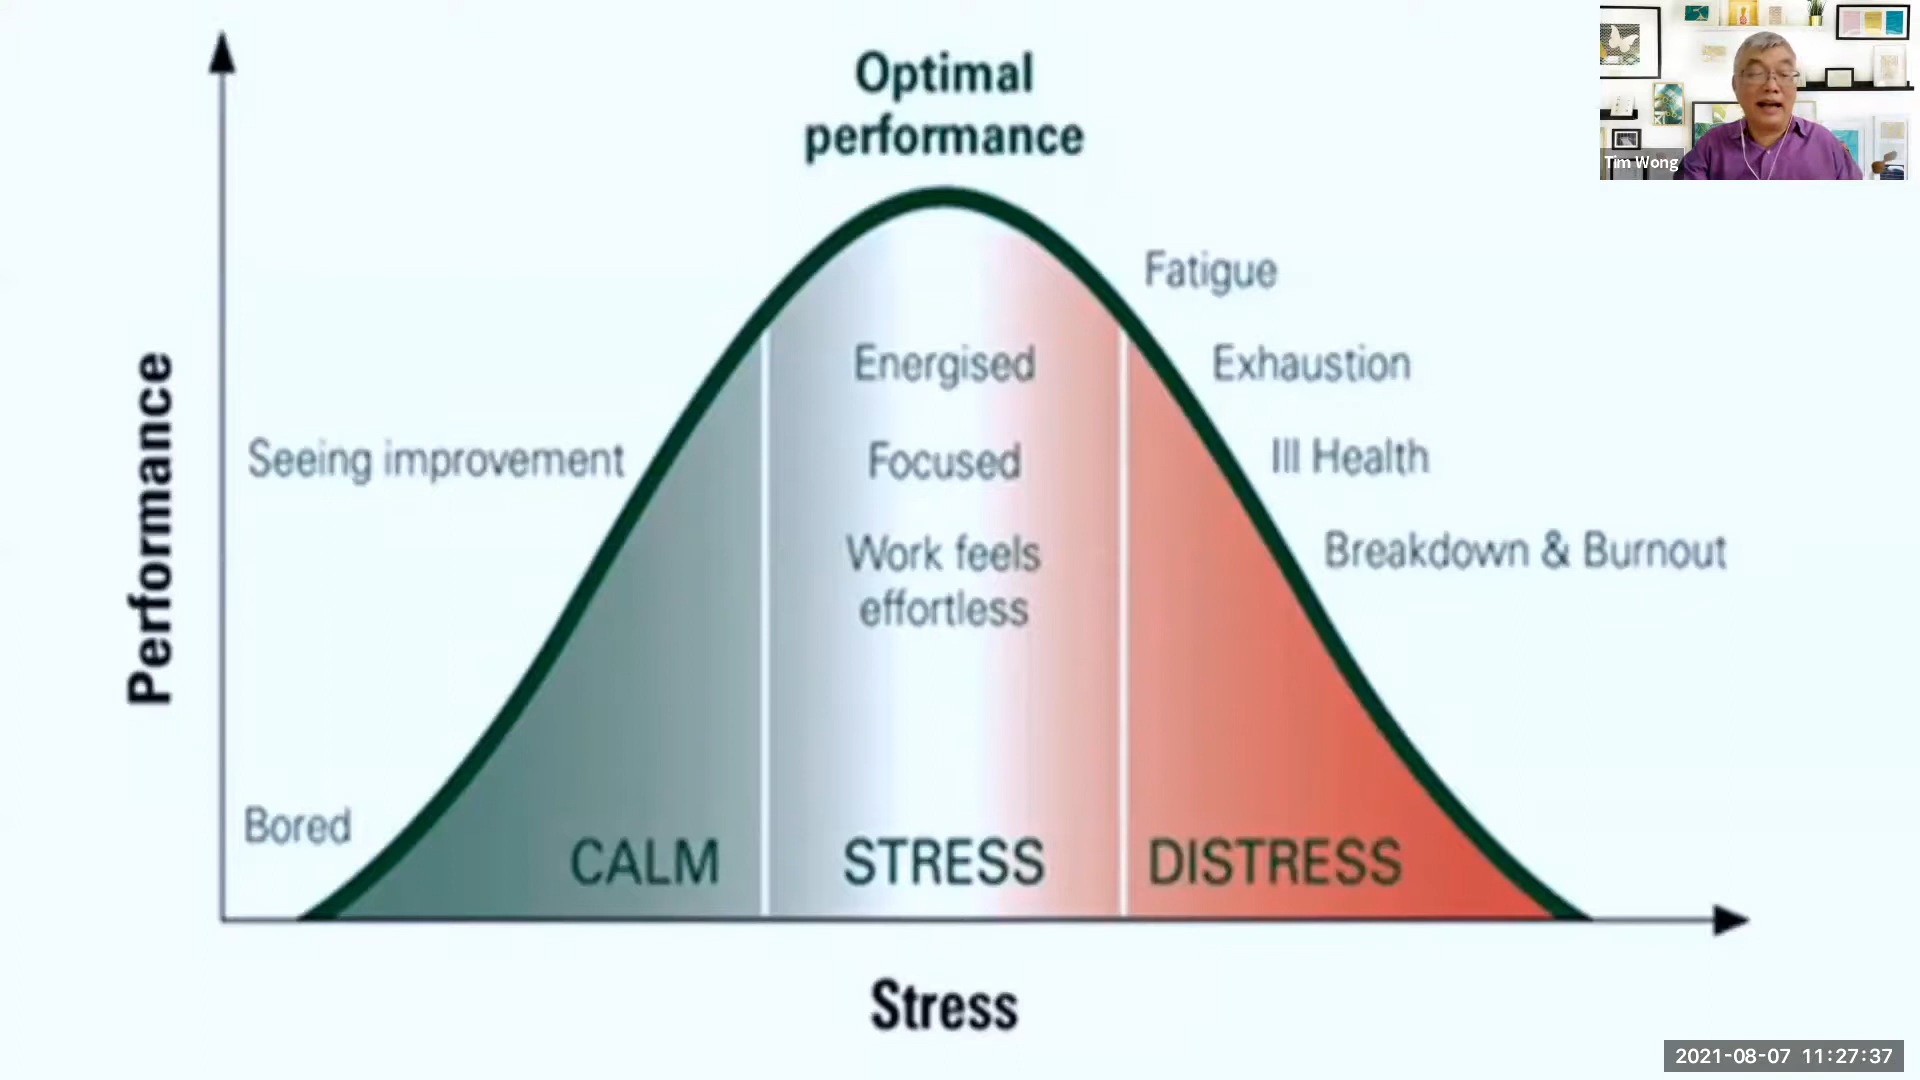 Optimal
performance
Tim Wong
Fatigue
Energised
Exhaustion
Seeing improvement
Focused
Ill Health
Work feels
effortless
Breakdown & Burnout
Performance
Bored
CALM
STRESS
DISTRESS
Stress
2021-08-07 11:27:37